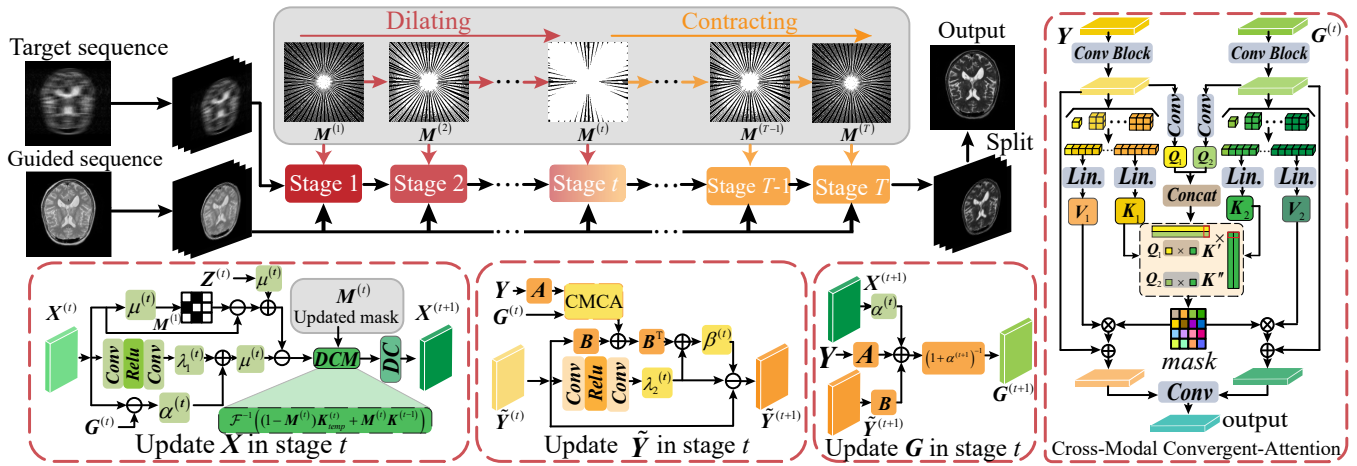 Dilating
Contracting
Target sequence
Output
M^(1)
M^(2)
M^(t)
M^(T-1)
M^(T)
Guided sequence
Split
Stage 1
Stage 2
Stage t
Stage T-1
Stage T
X^(t)
Z^(t)
μ^(t)
μ^(t)
M^(1)
M^(t)
Updated mask
X^(t+1)
Conv
Relu
Conv
λ₁^(t)
μ^(t)
DCM
DC
G^(t)
α^(t)
F⁻¹((1-M^(t))K_temp^(t)+M^(t)K^(t-1))
Update X in stage t
Y
A
CMCA
G^(t)
B
B^T
β^(t)
Conv
Relu
Conv
λ₂^(t)
Ỹ^(t)
Ỹ^(t+1)
Update Ỹ in stage t
X^(t+1)
α^(t)
Y
A
(1+α^(t+1))⁻¹
B
Ỹ^(t+1)
G^(t+1)
Update G in stage t
Y
G^(t)
Conv Block
Conv Block
Conv
Conv
Q₁
Q₂
Lin.
Lin.
Lin.
Lin.
Concat
V₁
K₁
K₂
V₂
Q₁ × K′
×
Q₂ × K″
mask
Conv
output
Cross-Modal Convergent-Attention